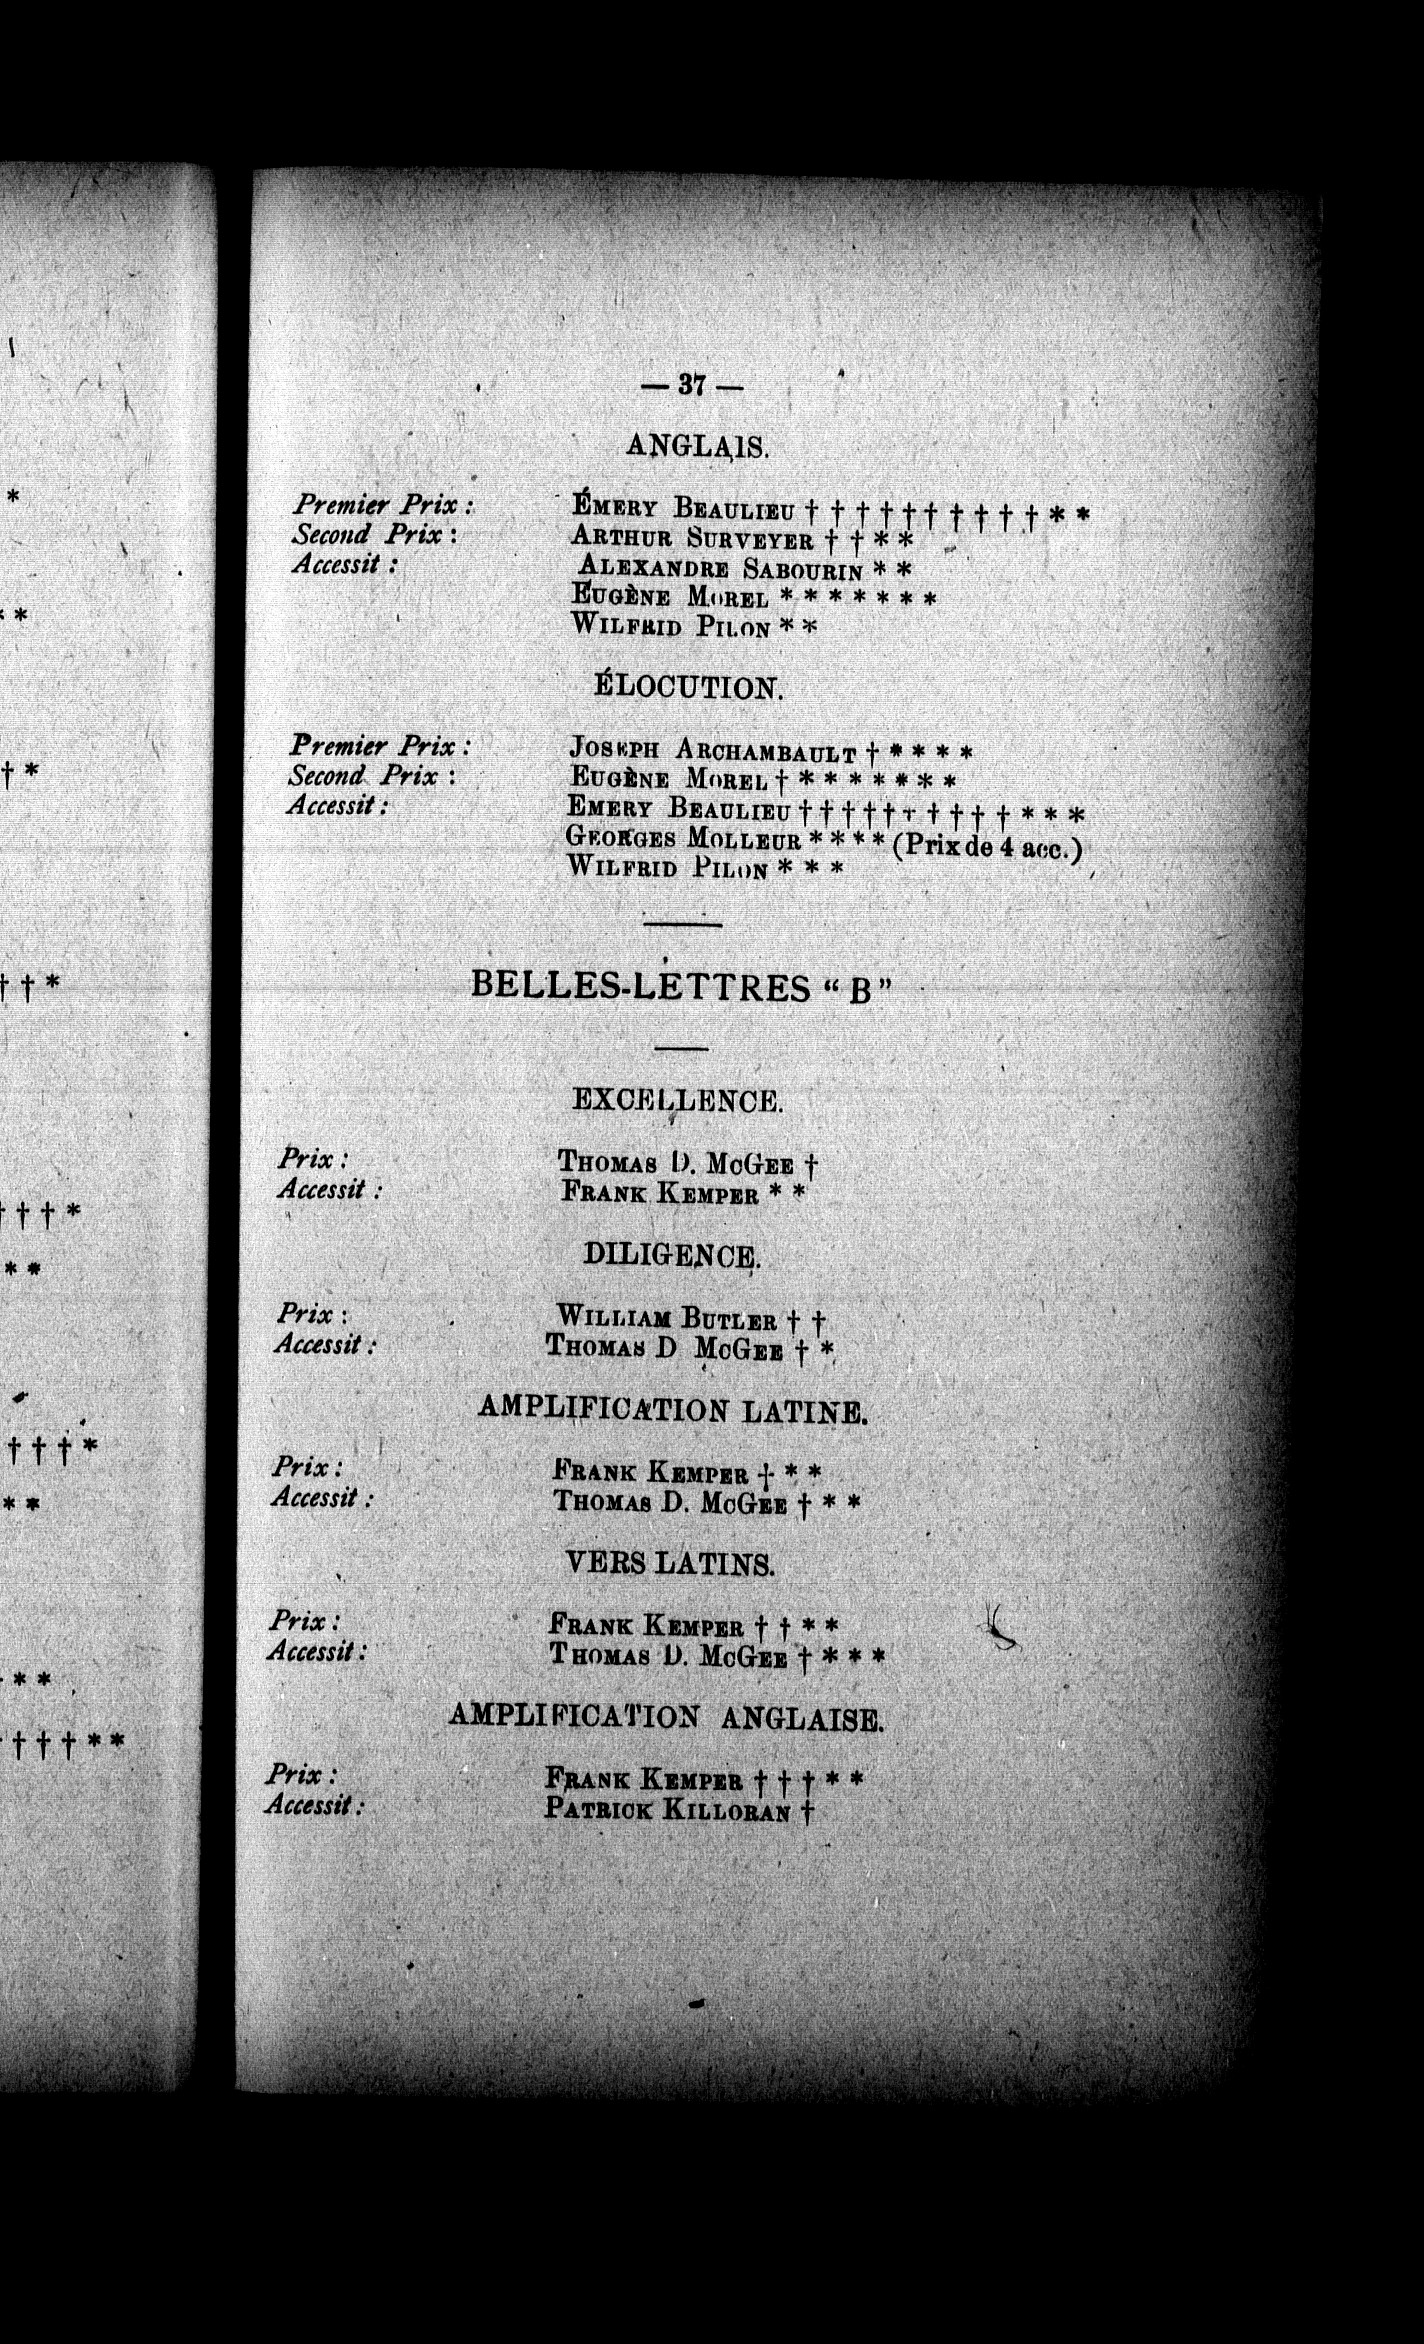 — 37 —
ANGLAIS.
Premier Prix : ÉMERY BEAULIEU † † † † † † † † † † * *
Second Prix : ARTHUR SURVEYER † † * *
Accessit : ALEXANDRE SABOURIN * *
EUGÈNE MOREL * * * * * * *
WILFRID PILON * *
ÉLOCUTION.
Premier Prix : JOSEPH ARCHAMBAULT † * * * *
Second Prix : EUGÈNE MOREL † * * * * * * *
Accessit : EMERY BEAULIEU † † † † † † † † † † * * *
GEORGES MOLLEUR * * * * (Prix de 4 acc.)
WILFRID PILON * * *
BELLES-LETTRES “ B ”
EXCELLENCE.
Prix : THOMAS D. McGEE †
Accessit : FRANK KEMPER * *
DILIGENCE.
Prix : WILLIAM BUTLER † †
Accessit : THOMAS D McGEE † *
AMPLIFICATION LATINE.
Prix : FRANK KEMPER † * *
Accessit : THOMAS D. McGEE † * *
VERS LATINS.
Prix : FRANK KEMPER † † * *
Accessit : THOMAS D. McGEE † * * *
AMPLIFICATION ANGLAISE.
Prix : FRANK KEMPER † † † * *
Accessit : PATRICK KILLORAN †